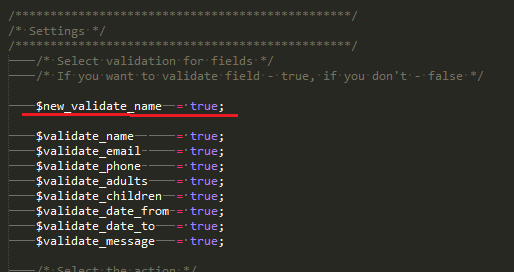 /************************************************/
/* Settings */
/************************************************/
/* Select validation for fields */
/* If you want to validate field - true, if you don't - false */
$new_validate_name = true;
$validate_name = true;
$validate_email = true;
$validate_phone = true;
$validate_adults = true;
$validate_children = true;
$validate_date_from = true;
$validate_date_to = true;
$validate_message = true;
/* Select the action */